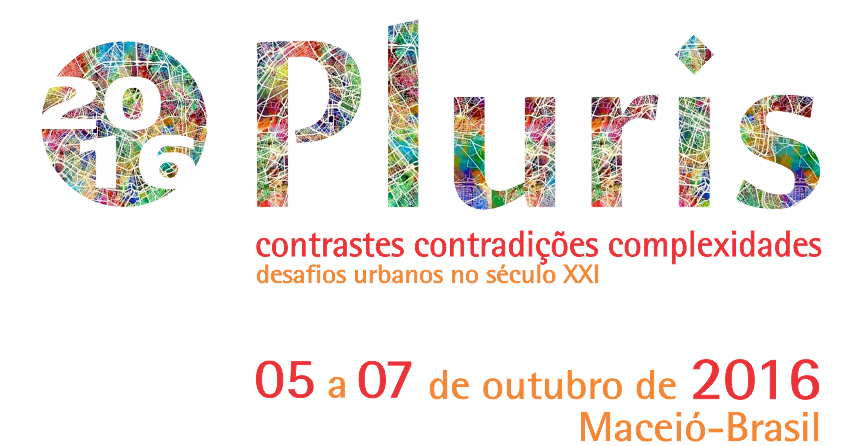 2016
Pluris
contrastes contradições complexidades
desafios urbanos no século XXI
05 a 07 de outubro de 2016
Maceió-Brasil